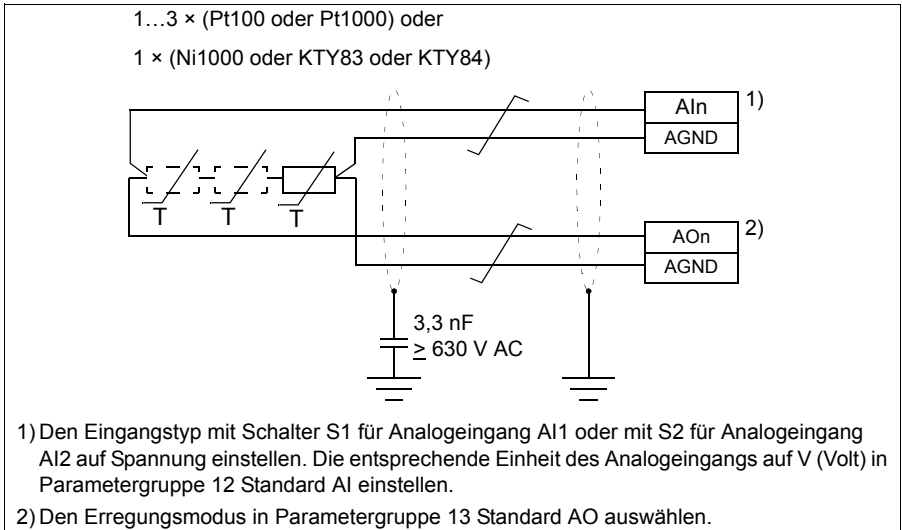 1…3 × (Pt100 oder Pt1000) oder
1 × (Ni1000 oder KTY83 oder KTY84)
AIn 1)
AGND
T T T
AOn 2)
AGND
3,3 nF
≥ 630 V AC
1) Den Eingangstyp mit Schalter S1 für Analogeingang AI1 oder mit S2 für Analogeingang
AI2 auf Spannung einstellen. Die entsprechende Einheit des Analogeingangs auf V (Volt) in
Parametergruppe 12 Standard AI einstellen.
2) Den Erregungsmodus in Parametergruppe 13 Standard AO auswählen.